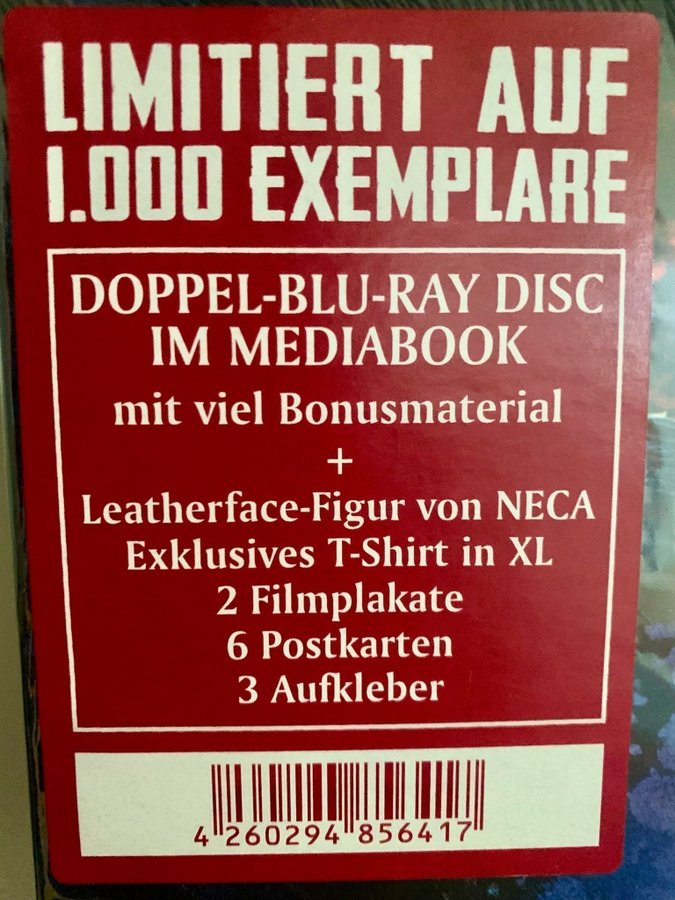 LIMITIERT AUF
1.000 EXEMPLARE
DOPPEL-BLU-RAY DISC
IM MEDIABOOK
mit viel Bonusmaterial
+
Leatherface-Figur von NECA
Exklusives T-Shirt in XL
2 Filmplakate
6 Postkarten
3 Aufkleber
4 260294 856417